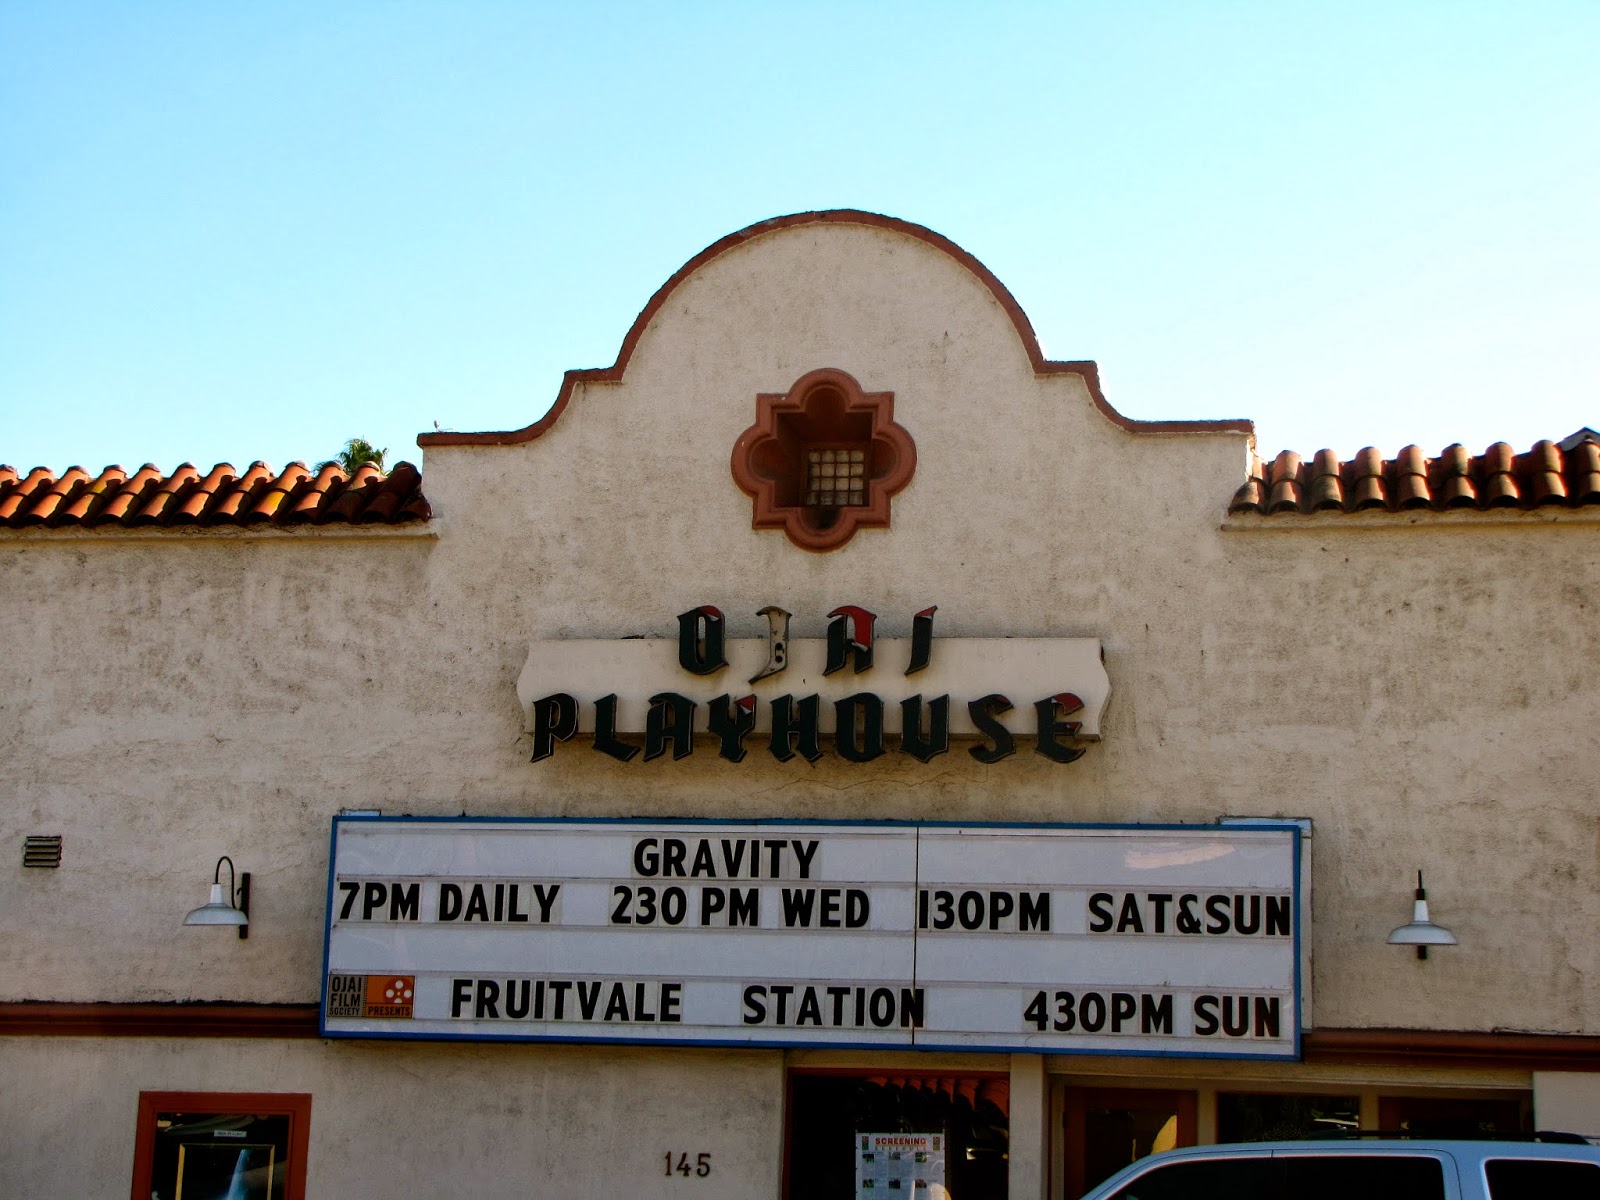 OJAI
PLAYHOUSE
GRAVITY
7PM DAILY 230 PM WED 130PM SAT&SUN
OJAI
FILM
SOCIETY PRESENTS
FRUITVALE STATION 430PM SUN
145
SCREENING